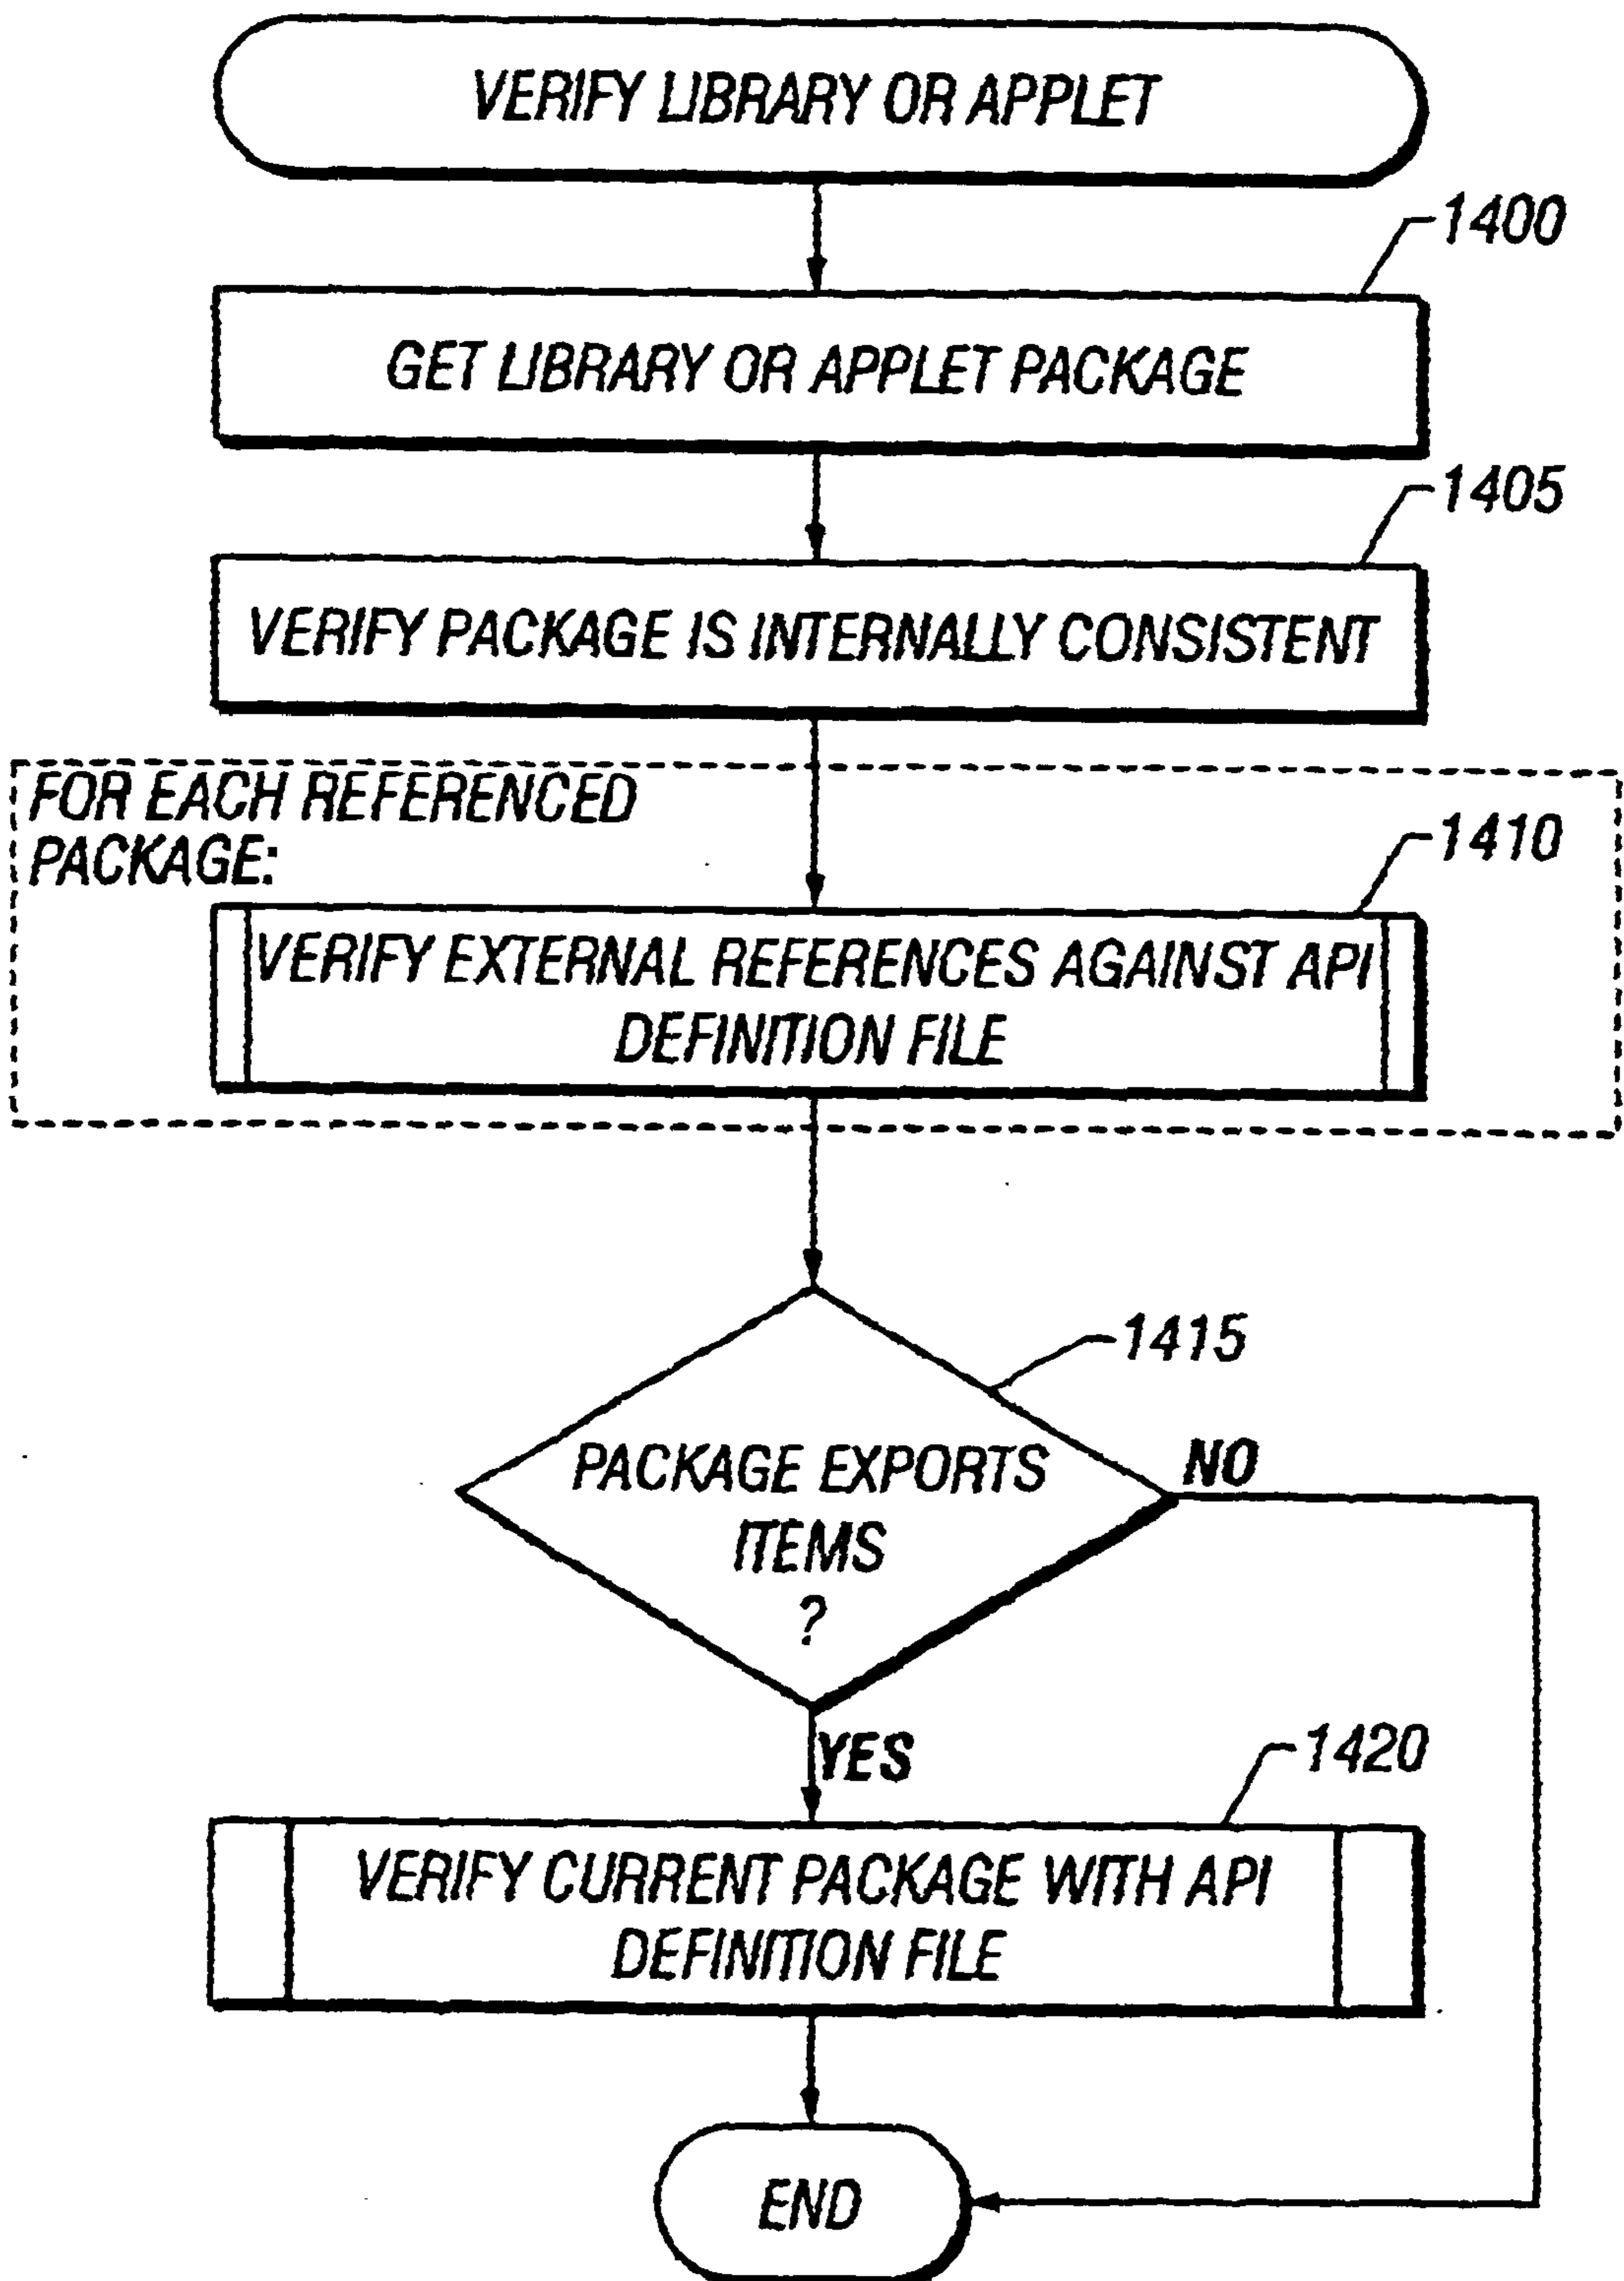 VERIFY LIBRARY OR APPLET
1400
GET LIBRARY OR APPLET PACKAGE
1405
VERIFY PACKAGE IS INTERNALLY CONSISTENT
FOR EACH REFERENCED
PACKAGE:
1410
VERIFY EXTERNAL REFERENCES AGAINST API
DEFINITION FILE
1415
PACKAGE EXPORTS
ITEMS
?
NO
YES
1420
VERIFY CURRENT PACKAGE WITH API
DEFINITION FILE
END